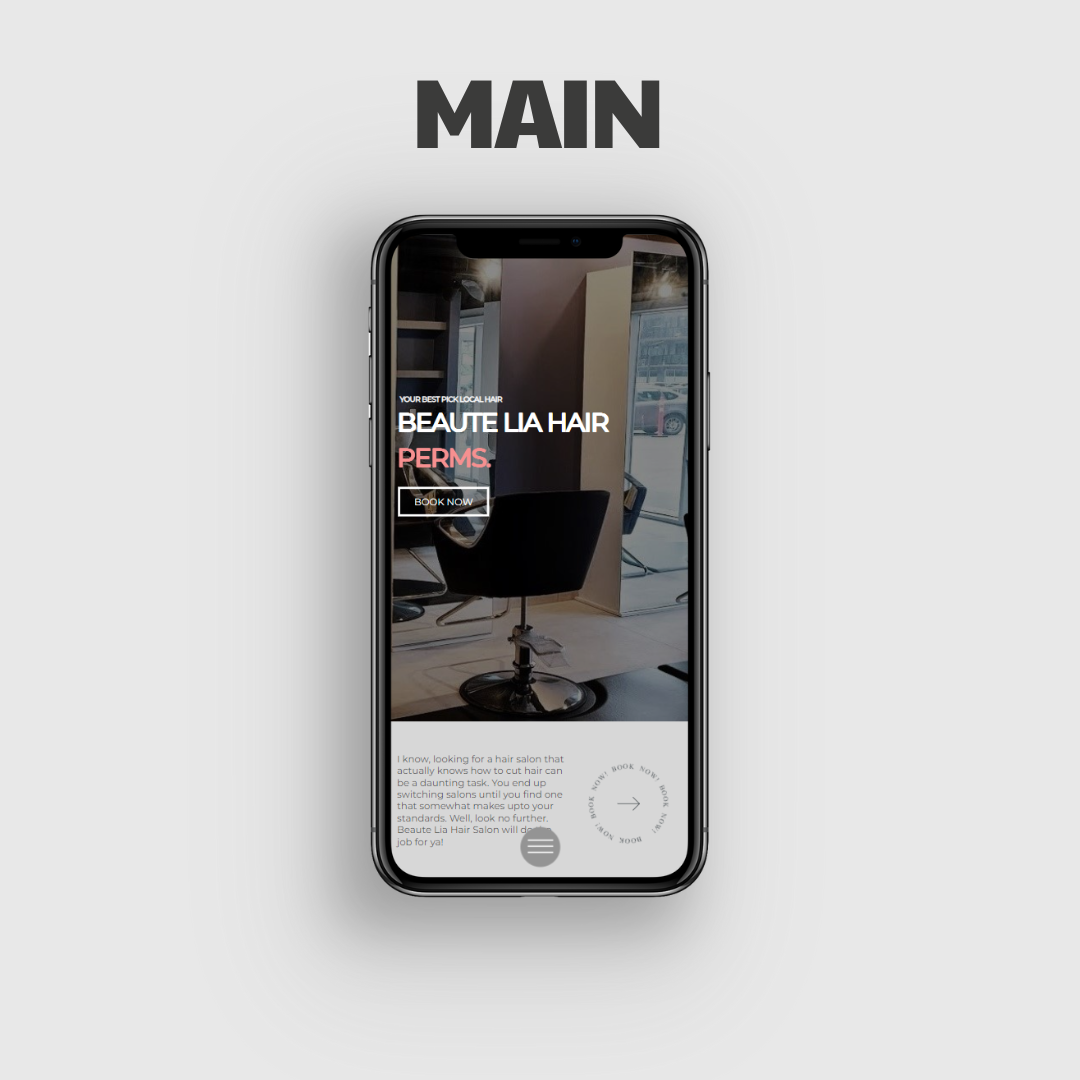 MAIN
YOUR BEST PICK LOCAL HAIR
BEAUTE LIA HAIR
PERMS.
BOOK NOW
I know, looking for a hair salon that
actually knows how to cut hair can
be a daunting task. You end up
switching salons until you find one
that somewhat makes upto your
standards. Well, look no further.
Beaute Lia Hair Salon will
job for ya!
BOOK NOW! BOOK NOW! BOOK NOW! BOOK NOW!